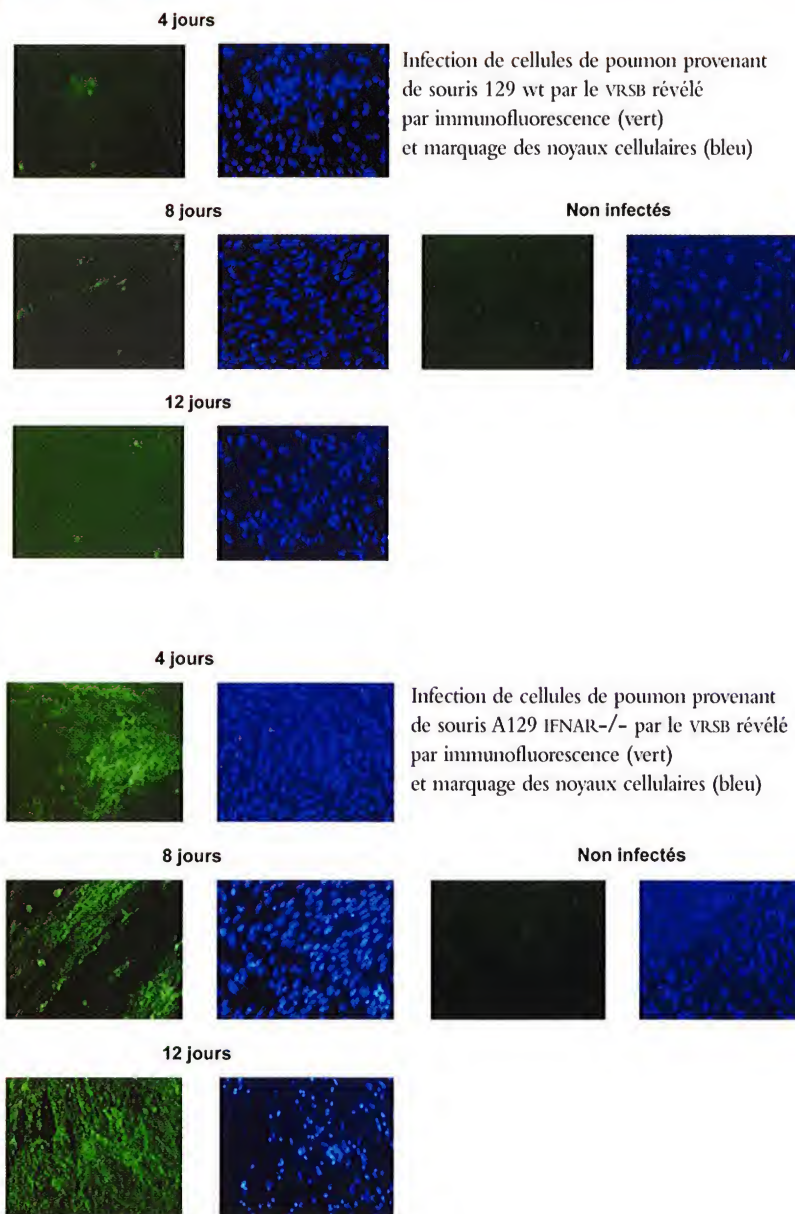 4 jours
Infection de cellules de poumon provenant
de souris 129 wt par le VRSB révélé
par immunofluorescence (vert)
et marquage des noyaux cellulaires (bleu)
8 jours
Non infectés
12 jours
4 jours
Infection de cellules de poumon provenant
de souris A129 IFNAR-/- par le VRSB révélé
par immunofluorescence (vert)
et marquage des noyaux cellulaires (bleu)
8 jours
Non infectés
12 jours